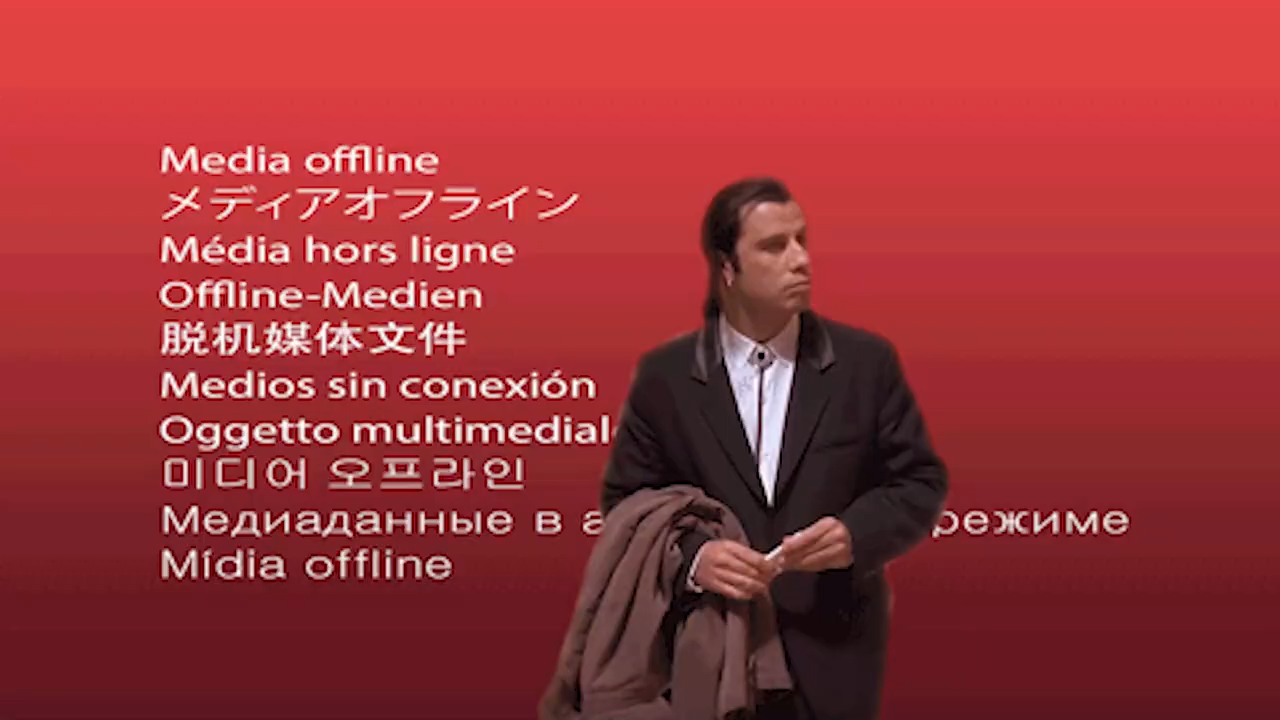 Media offline
メディアオフライン
Média hors ligne
Offline-Medien
脱机媒体文件
Medios sin conexión
Oggetto multimedial
미디어 오프라인
Медиаданные в а режиме
Mídia offline